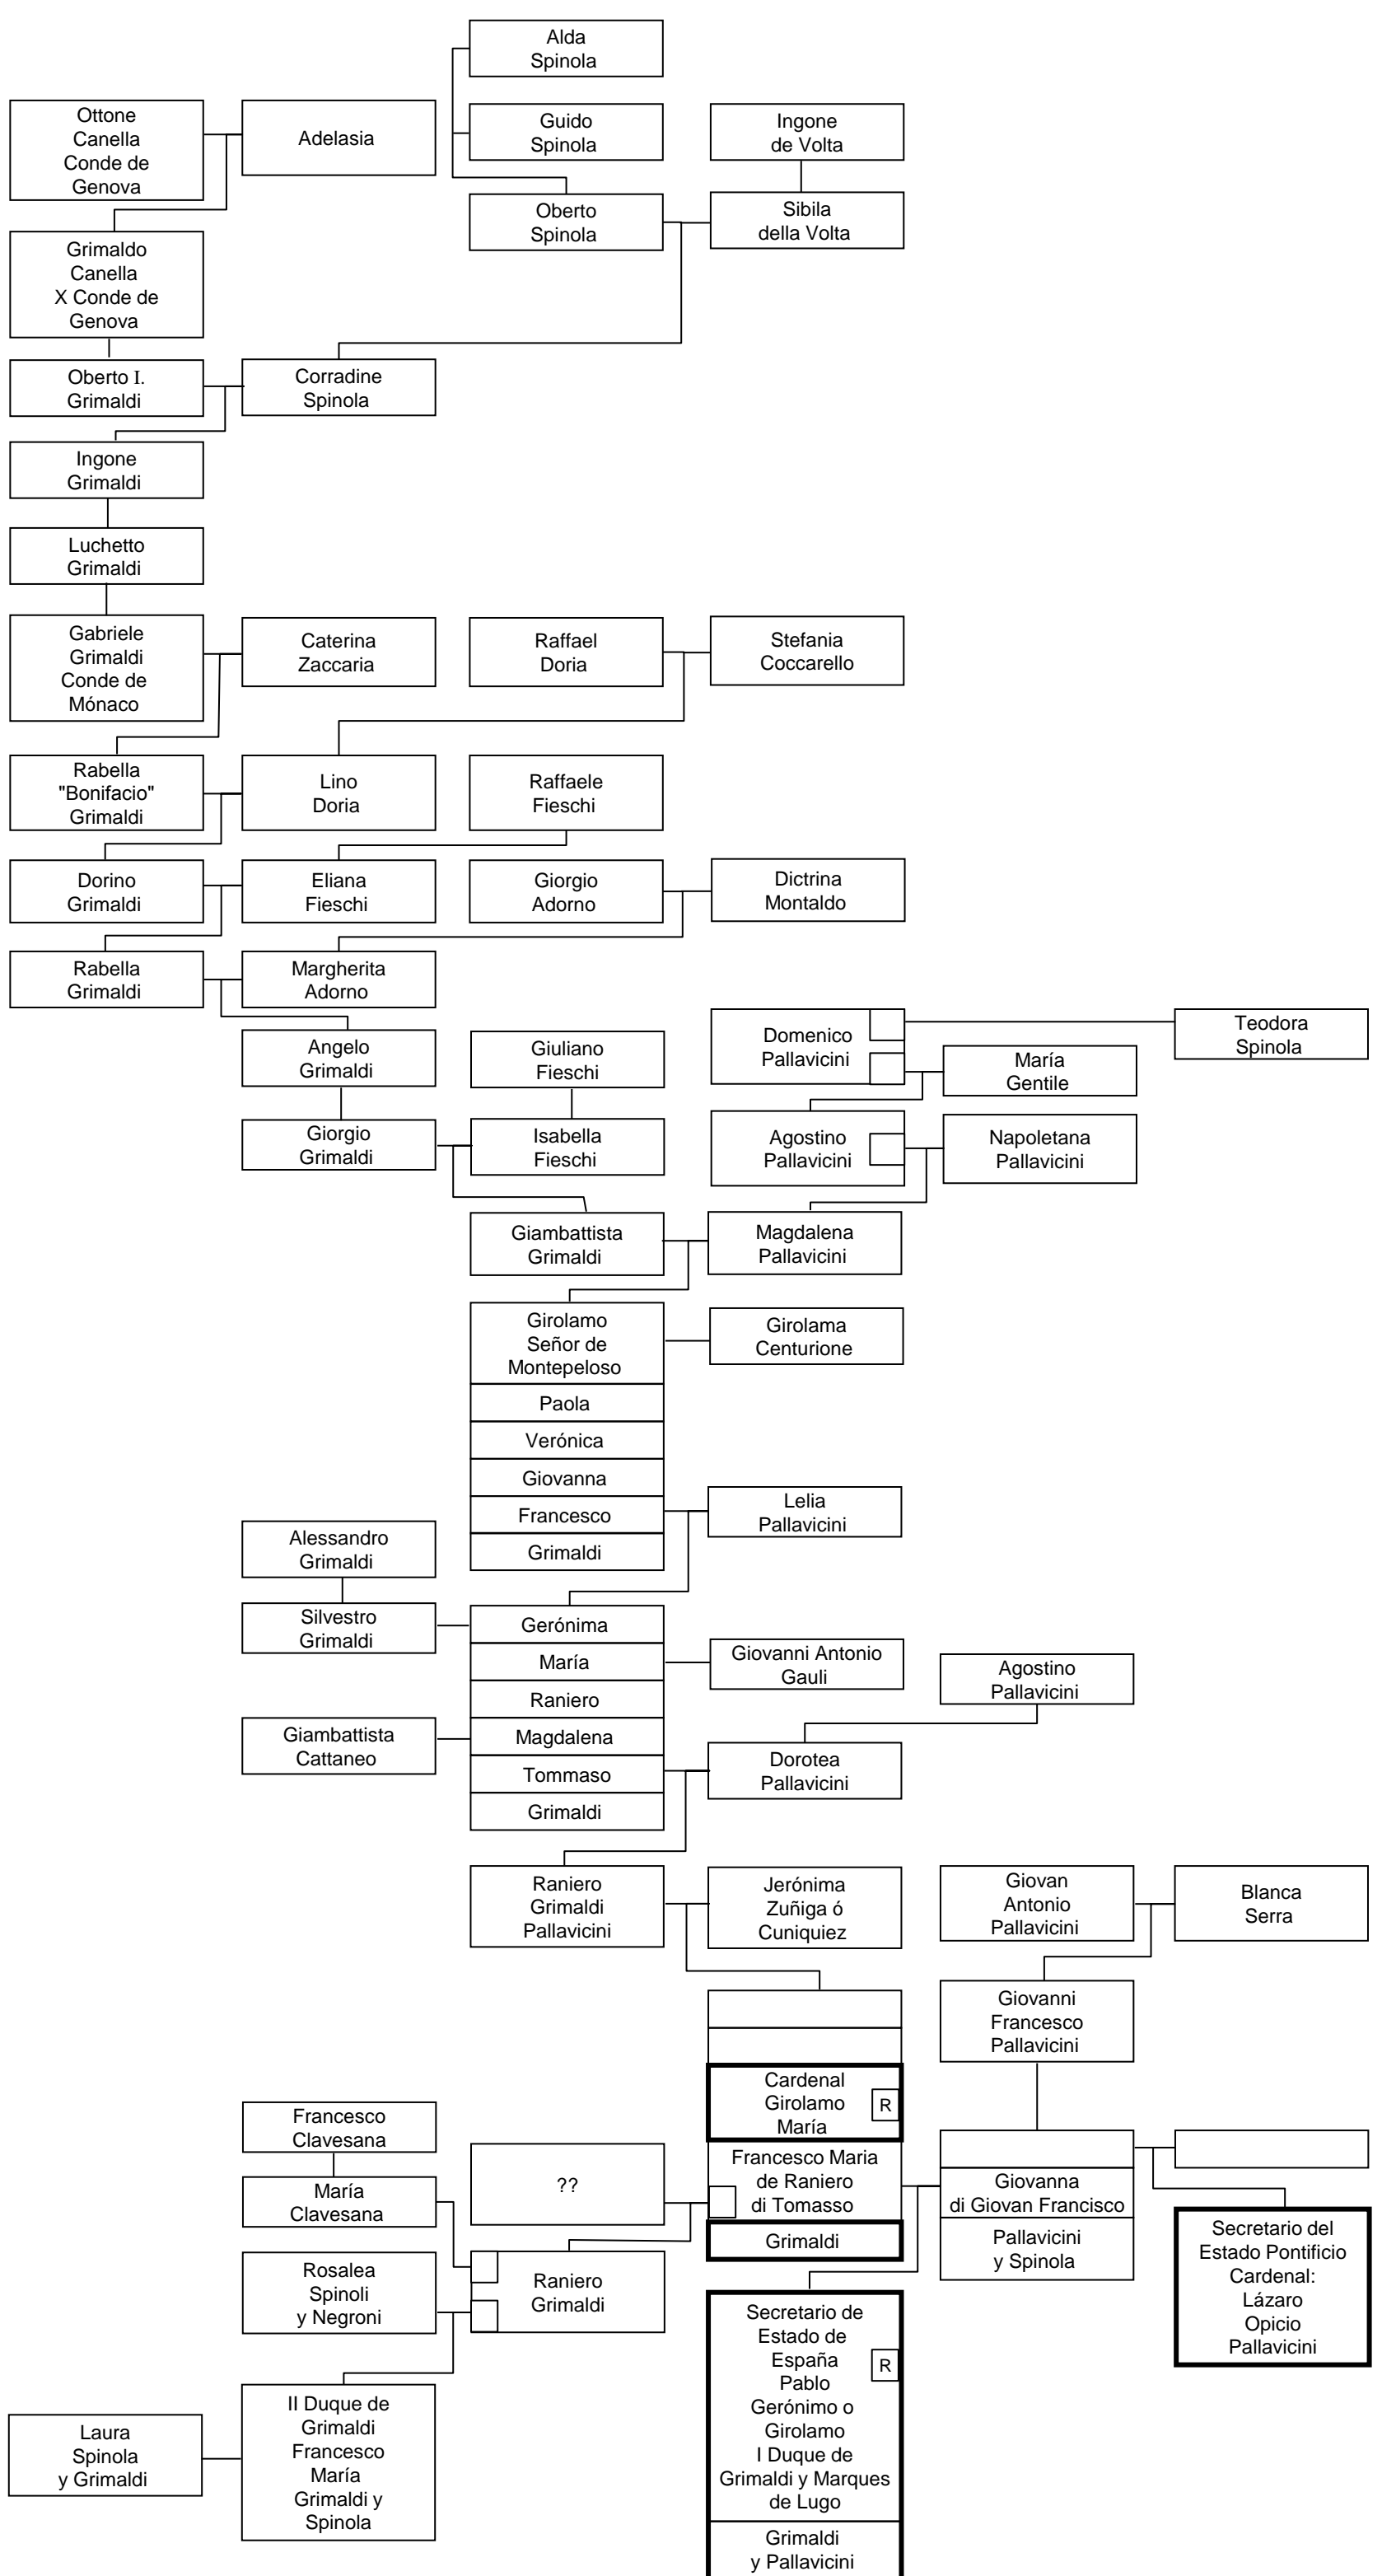 Alda
Spinola
Ottone
Canella
Conde de
Genova
Adelasia
Guido
Spinola
Ingone
de Volta
Oberto
Spinola
Sibila
della Volta
Grimaldo
Canella
X Conde de
Genova
Oberto I.
Grimaldi
Corradine
Spinola
Ingone
Grimaldi
Luchetto
Grimaldi
Gabriele
Grimaldi
Conde de
Mónaco
Caterina
Zaccaria
Raffael
Doria
Stefania
Coccarello
Rabella
"Bonifacio"
Grimaldi
Lino
Doria
Raffaele
Fieschi
Dorino
Grimaldi
Eliana
Fieschi
Giorgio
Adorno
Dictrina
Montaldo
Rabella
Grimaldi
Margherita
Adorno
Angelo
Grimaldi
Giuliano
Fieschi
Domenico
Pallavicini
Teodora
Spinola
María
Gentile
Giorgio
Grimaldi
Isabella
Fieschi
Agostino
Pallavicini
Napoletana
Pallavicini
Giambattista
Grimaldi
Magdalena
Pallavicini
Girolamo
Señor de
Montepeloso
Girolama
Centurione
Paola
Verónica
Giovanna
Francesco
Grimaldi
Lelia
Pallavicini
Alessandro
Grimaldi
Silvestro
Grimaldi
Gerónima
María
Raniero
Magdalena
Tommaso
Grimaldi
Giovanni Antonio
Gauli
Agostino
Pallavicini
Giambattista
Cattaneo
Dorotea
Pallavicini
Raniero
Grimaldi
Pallavicini
Jerónima
Zuñiga ó
Cuniquiez
Giovan
Antonio
Pallavicini
Blanca
Serra
Giovanni
Francesco
Pallavicini
Cardenal
Girolamo
María
R
Francesco Maria
de Raniero
di Tomasso
Grimaldi
Francesco
Clavesana
María
Clavesana
??
Giovanna
di Giovan Francisco
Pallavicini
y Spinola
Rosalea
Spinoli
y Negroni
Raniero
Grimaldi
Secretario del
Estado Pontificio
Cardenal:
Lázaro
Opicio
Pallavicini
Secretario de
Estado de
España
Pablo
Gerónimo o
Girolamo
I Duque de
Grimaldi y Marques
de Lugo
R
Grimaldi
y Pallavicini
II Duque de
Grimaldi
Francesco
María
Grimaldi y
Spinola
Laura
Spinola
y Grimaldi